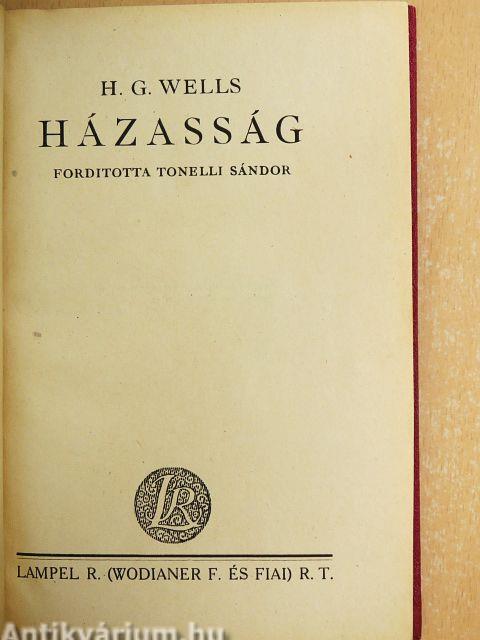 H. G. WELLS
HÁZASSÁG
FORDITOTTA TONELLI SÁNDOR
LR
LAMPEL R. (WODIANER F. ÉS FIAI) R. T.
Antikvárium.hu